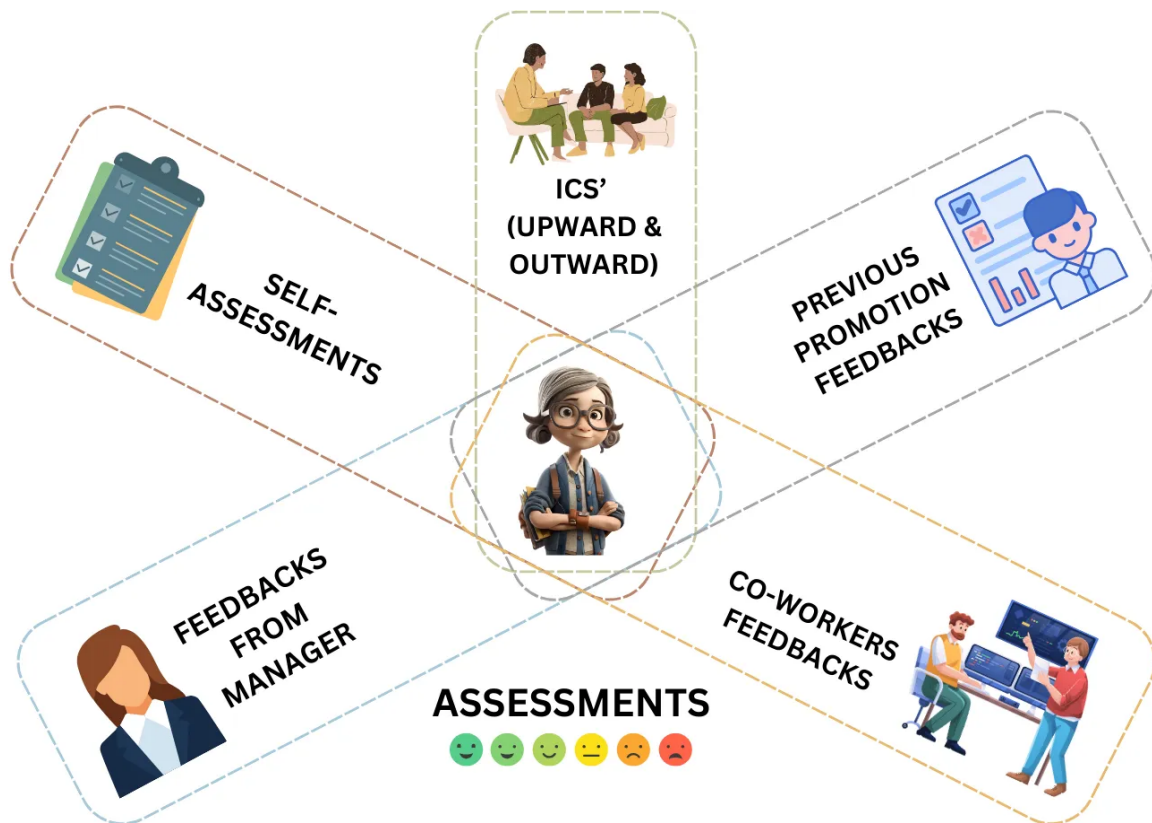 ICS'
(UPWARD &
OUTWARD)
SELF-
ASSESSMENTS
PREVIOUS
PROMOTION
FEEDBACKS
FEEDBACKS
FROM
MANAGER
CO-WORKERS
FEEDBACKS
ASSESSMENTS